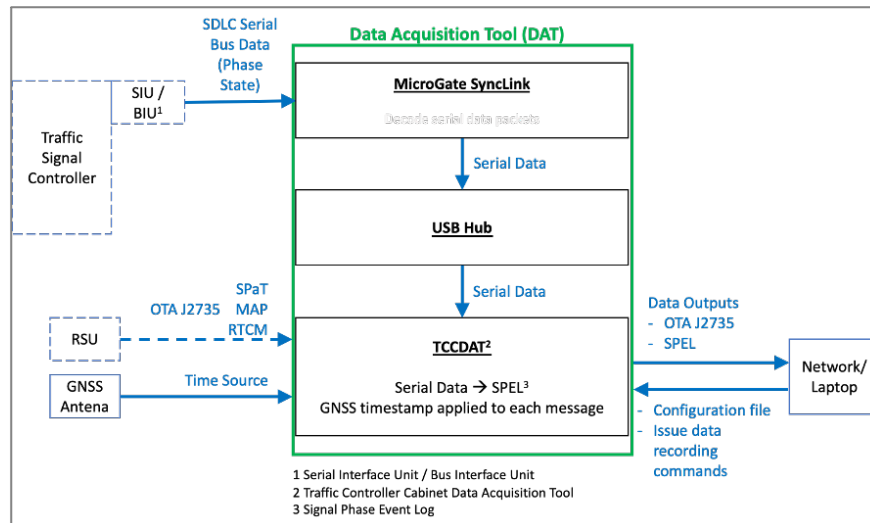 SDLC Serial
Bus Data
(Phase
State)
Data Acquisition Tool (DAT)
SIU /
BIU1
Traffic
Signal
Controller
MicroGate SyncLink
Decode serial data packets
Serial Data
USB Hub
Serial Data
SPaT
OTA J2735 MAP
RTCM
RSU
GNSS
Antena
Time Source
TCCDAT2
Serial Data → SPEL3
GNSS timestamp applied to each message
Data Outputs
- OTA J2735
- SPEL
Network/
Laptop
- Configuration file
- Issue data
recording
commands
1 Serial Interface Unit / Bus Interface Unit
2 Traffic Controller Cabinet Data Acquisition Tool
3 Signal Phase Event Log